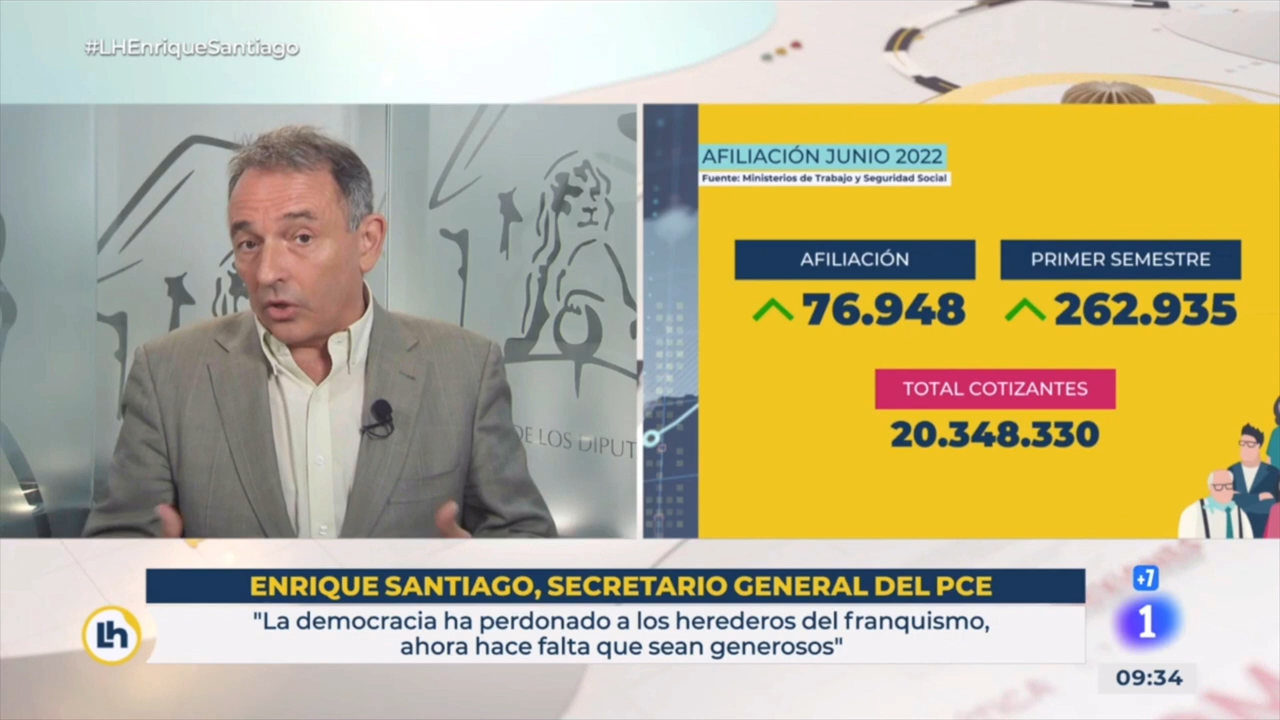 #LHEnriqueSantiago
AFILIACIÓN JUNIO 2022
Fuente: Ministerios de Trabajo y Seguridad Social
AFILIACIÓN
PRIMER SEMESTRE
76.948
262.935
TOTAL COTIZANTES
20.348.330
DE LOS DIPUT
ENRIQUE SANTIAGO, SECRETARIO GENERAL DEL PCE
"La democracia ha perdonado a los herederos del franquismo,
ahora hace falta que sean generosos"
Lh
+7
1
09:34